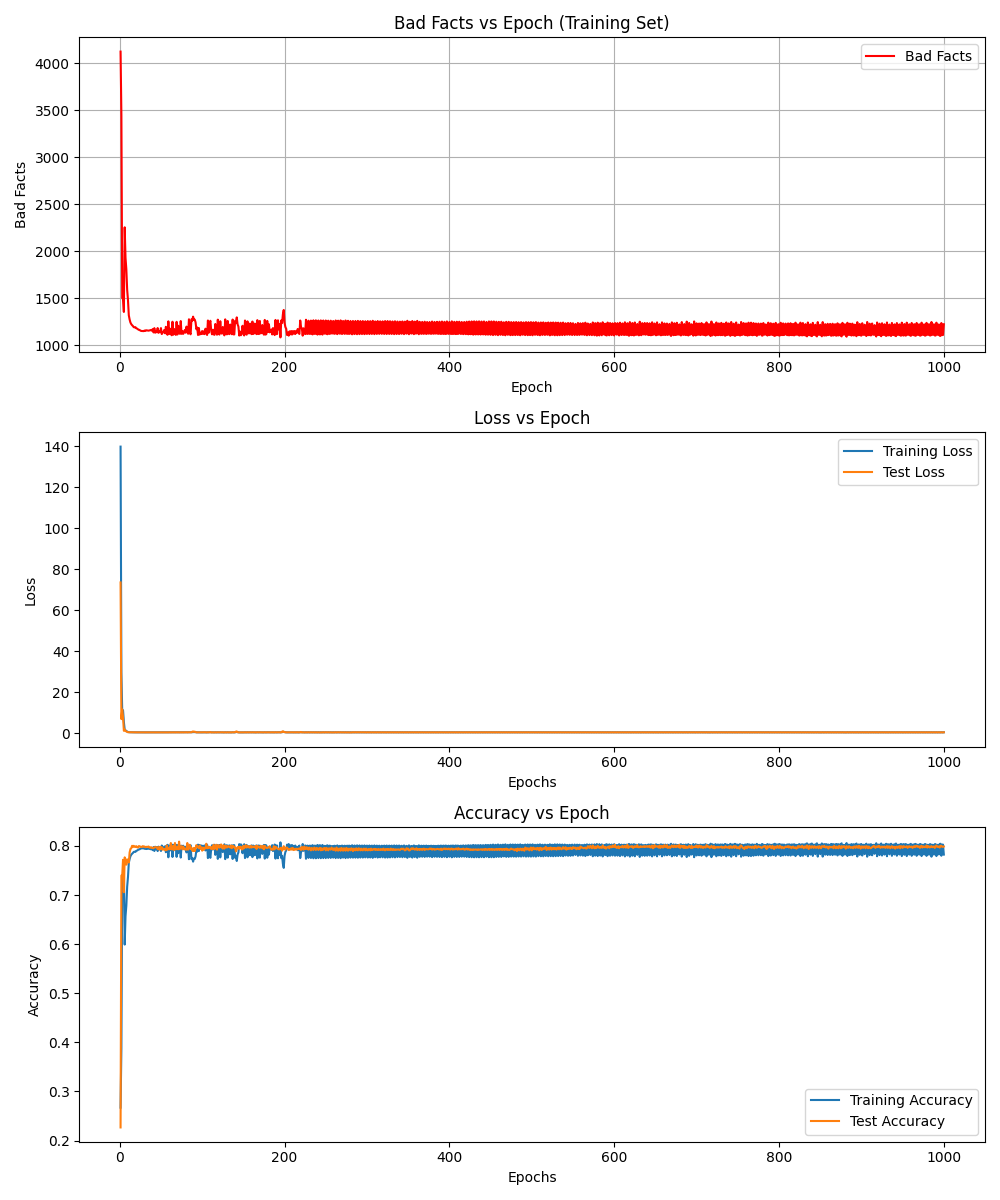 Bad Facts vs Epoch (Training Set)
Bad Facts
4000
3500
3000
2500
2000
1500
1000
Bad Facts
0 200 400 600 800 1000
Epoch
Loss vs Epoch
Training Loss
Test Loss
140
120
100
80
60
40
20
0
Loss
0 200 400 600 800 1000
Epochs
Accuracy vs Epoch
0.8
0.7
0.6
0.5
0.4
0.3
0.2
Accuracy
Training Accuracy
Test Accuracy
0 200 400 600 800 1000
Epochs